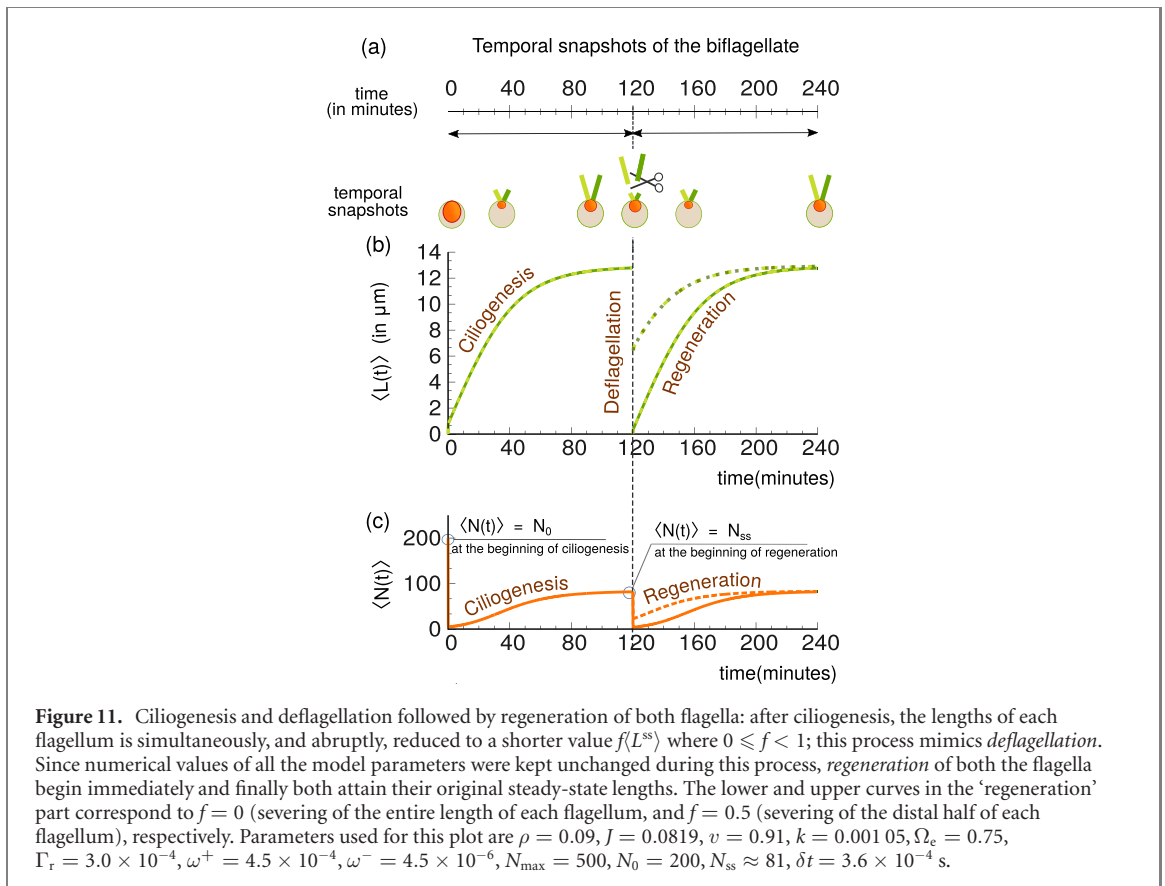 (a) Temporal snapshots of the biflagellate
0 40 80 120 160 200 240
time
(in minutes)
temporal
snapshots
(b)
14
12
10
8
6
4
2
0
⟨L(t)⟩ (in μm)
Ciliogenesis
Deflagellation
Regeneration
0 40 80 120 160 200 240
time(minutes)
(c)
⟨N(t)⟩
200
100
0
⟨N(t)⟩ = N₀
at the beginning of ciliogenesis
⟨N(t)⟩ = Nₛₛ
at the beginning of regeneration
Ciliogenesis
Regeneration
0 40 80 120 160 200 240
time(minutes)
Figure 11. Ciliogenesis and deflagellation followed by regeneration of both flagella: after ciliogenesis, the lengths of each
flagellum is simultaneously, and abruptly, reduced to a shorter value f⟨Lˢˢ⟩ where 0 ⩽ f < 1; this process mimics deflagellation.
Since numerical values of all the model parameters were kept unchanged during this process, regeneration of both the flagella
begin immediately and finally both attain their original steady-state lengths. The lower and upper curves in the ‘regeneration’
part correspond to f = 0 (severing of the entire length of each flagellum, and f = 0.5 (severing of the distal half of each
flagellum), respectively. Parameters used for this plot are ρ = 0.09, J = 0.0819, v = 0.91, k = 0.001 05, Ωₑ = 0.75,
Γᵣ = 3.0 × 10⁻⁴, ω⁺ = 4.5 × 10⁻⁴, ω⁻ = 4.5 × 10⁻⁶, Nₘₐₓ = 500, N₀ = 200, Nₛₛ ≈ 81, δt = 3.6 × 10⁻⁴ s.